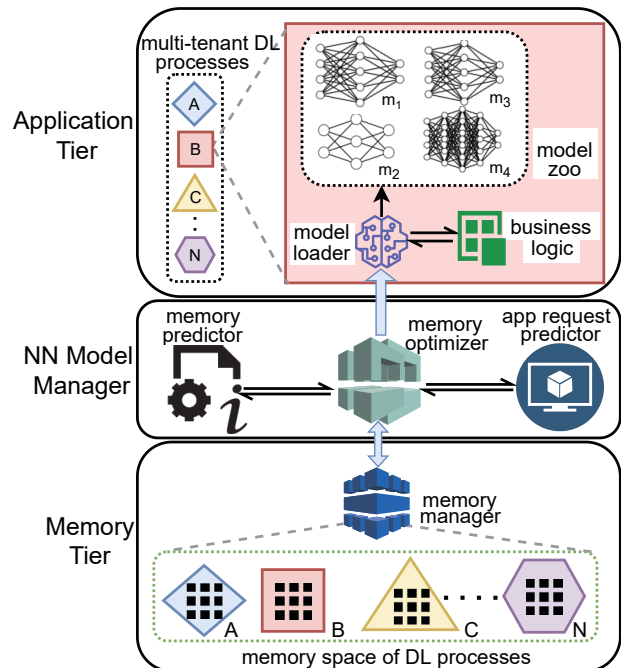 multi-tenant DL
processes
A
B
C
N
Application
Tier
m1
m3
m2
m4
model
zoo
model
loader
business
logic
NN Model
Manager
memory
predictor
memory
optimizer
app request
predictor
Memory
Tier
memory
manager
A
B
C
N
memory space of DL processes